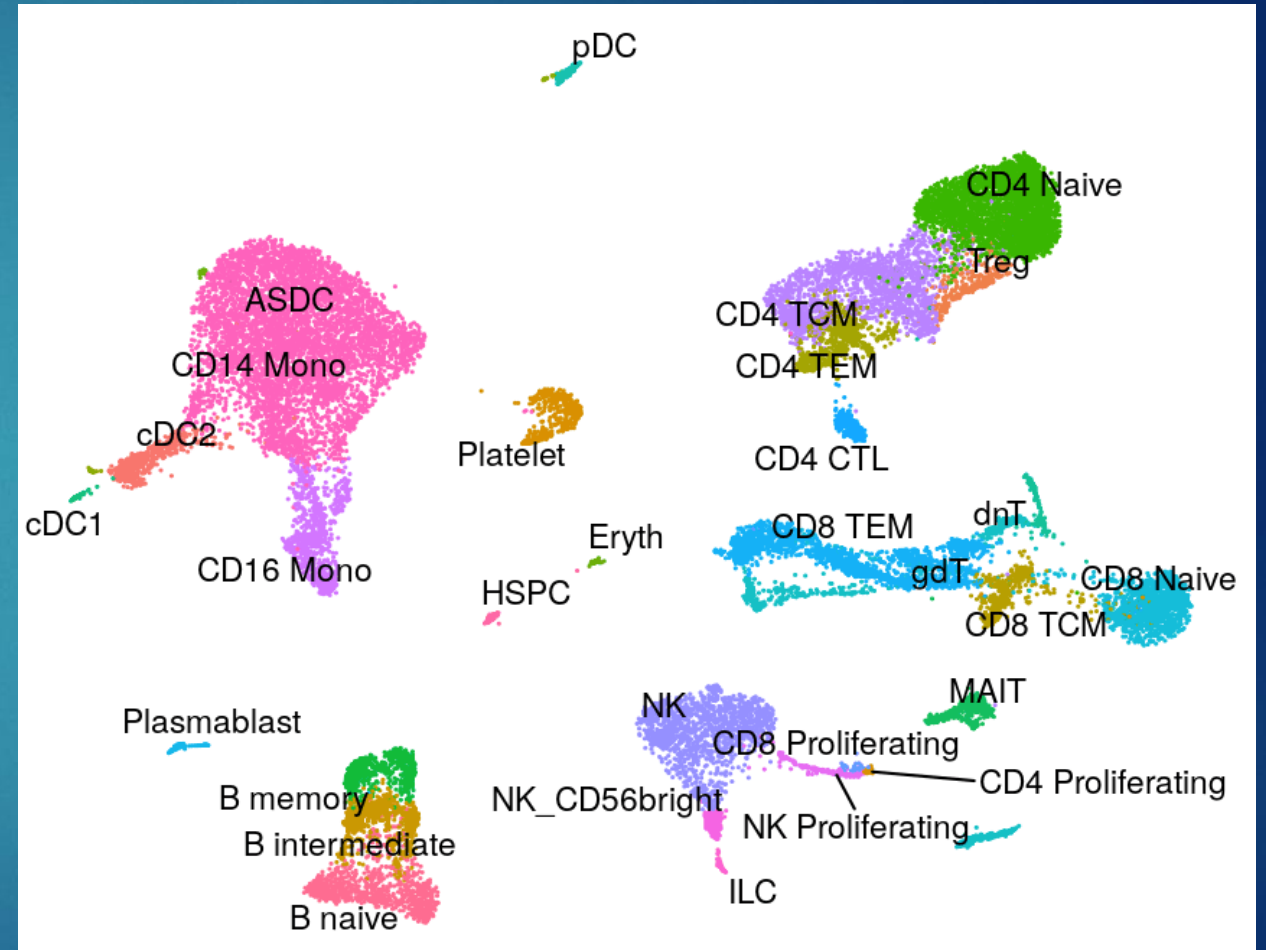 pDC
CD4 Naive
Treg
ASDC
CD4 TCM
CD14 Mono
CD4 TEM
cDC2
Platelet
CD4 CTL
cDC1
dnT
CD8 TEM
Eryth
CD16 Mono
gdT
CD8 Naive
HSPC
CD8 TCM
MAIT
NK
Plasmablast
CD8 Proliferating
CD4 Proliferating
B memory
NK_CD56bright
NK Proliferating
B intermediate
ILC
B naive